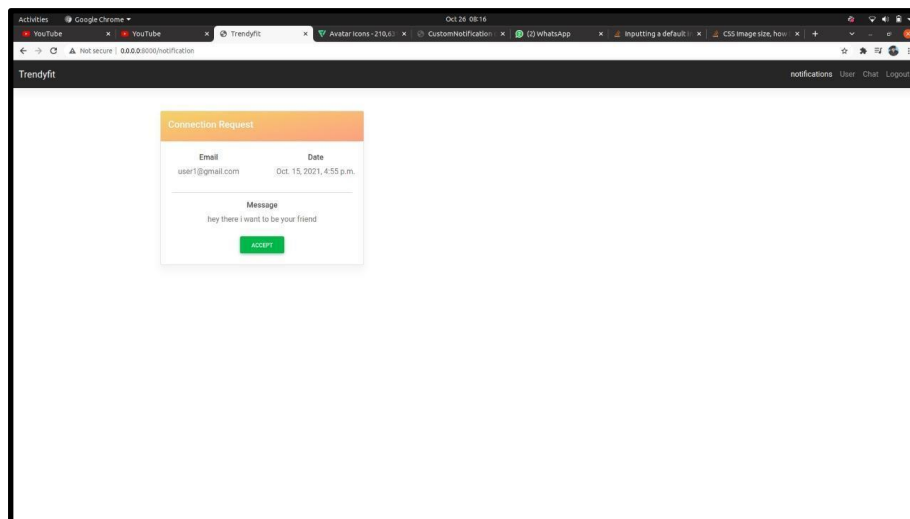 Activities Google Chrome Oct 26 08:16
YouTube YouTube Trendyfit Avatar Icons - 210,6 CustomNotification (2) WhatsApp Inputting a default i CSS image size, how
Not secure 0.0.0.0:8000/notification
Trendyfit notifications User Chat Logout
Connection Request
Email Date
user1@gmail.com Oct. 15, 2021, 4:55 p.m.
Message
hey there i want to be your friend
ACCEPT